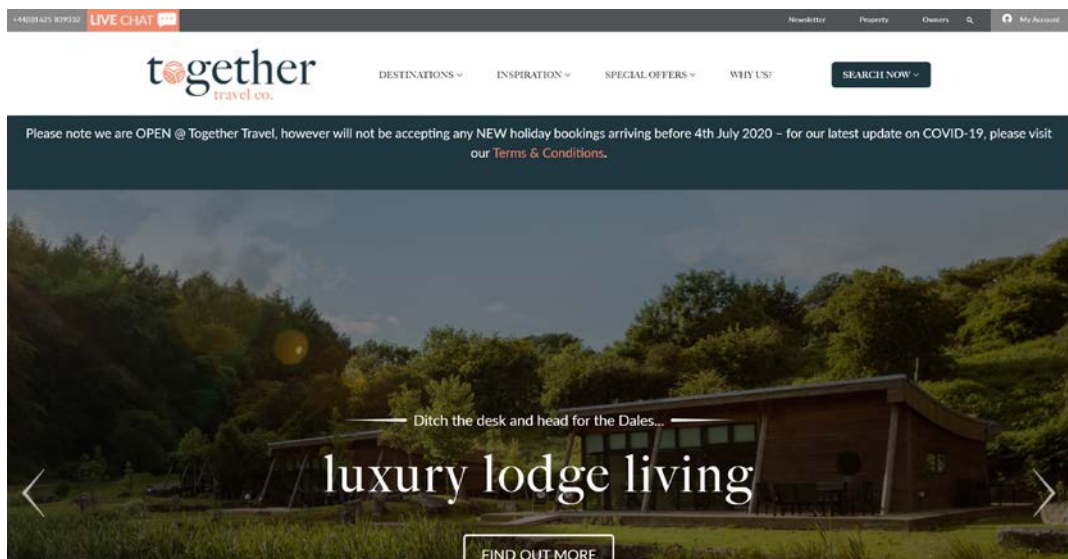 +44(0)1625 839332 LIVE CHAT Newsletter Property Owners My Account
together
travel co.
DESTINATIONS INSPIRATION SPECIAL OFFERS WHY US? SEARCH NOW
Please note we are OPEN @ Together Travel, however will not be accepting any NEW holiday bookings arriving before 4th July 2020 – for our latest update on COVID-19, please visit
our Terms & Conditions.
Ditch the desk and head for the Dales...
luxury lodge living
FIND OUT MORE